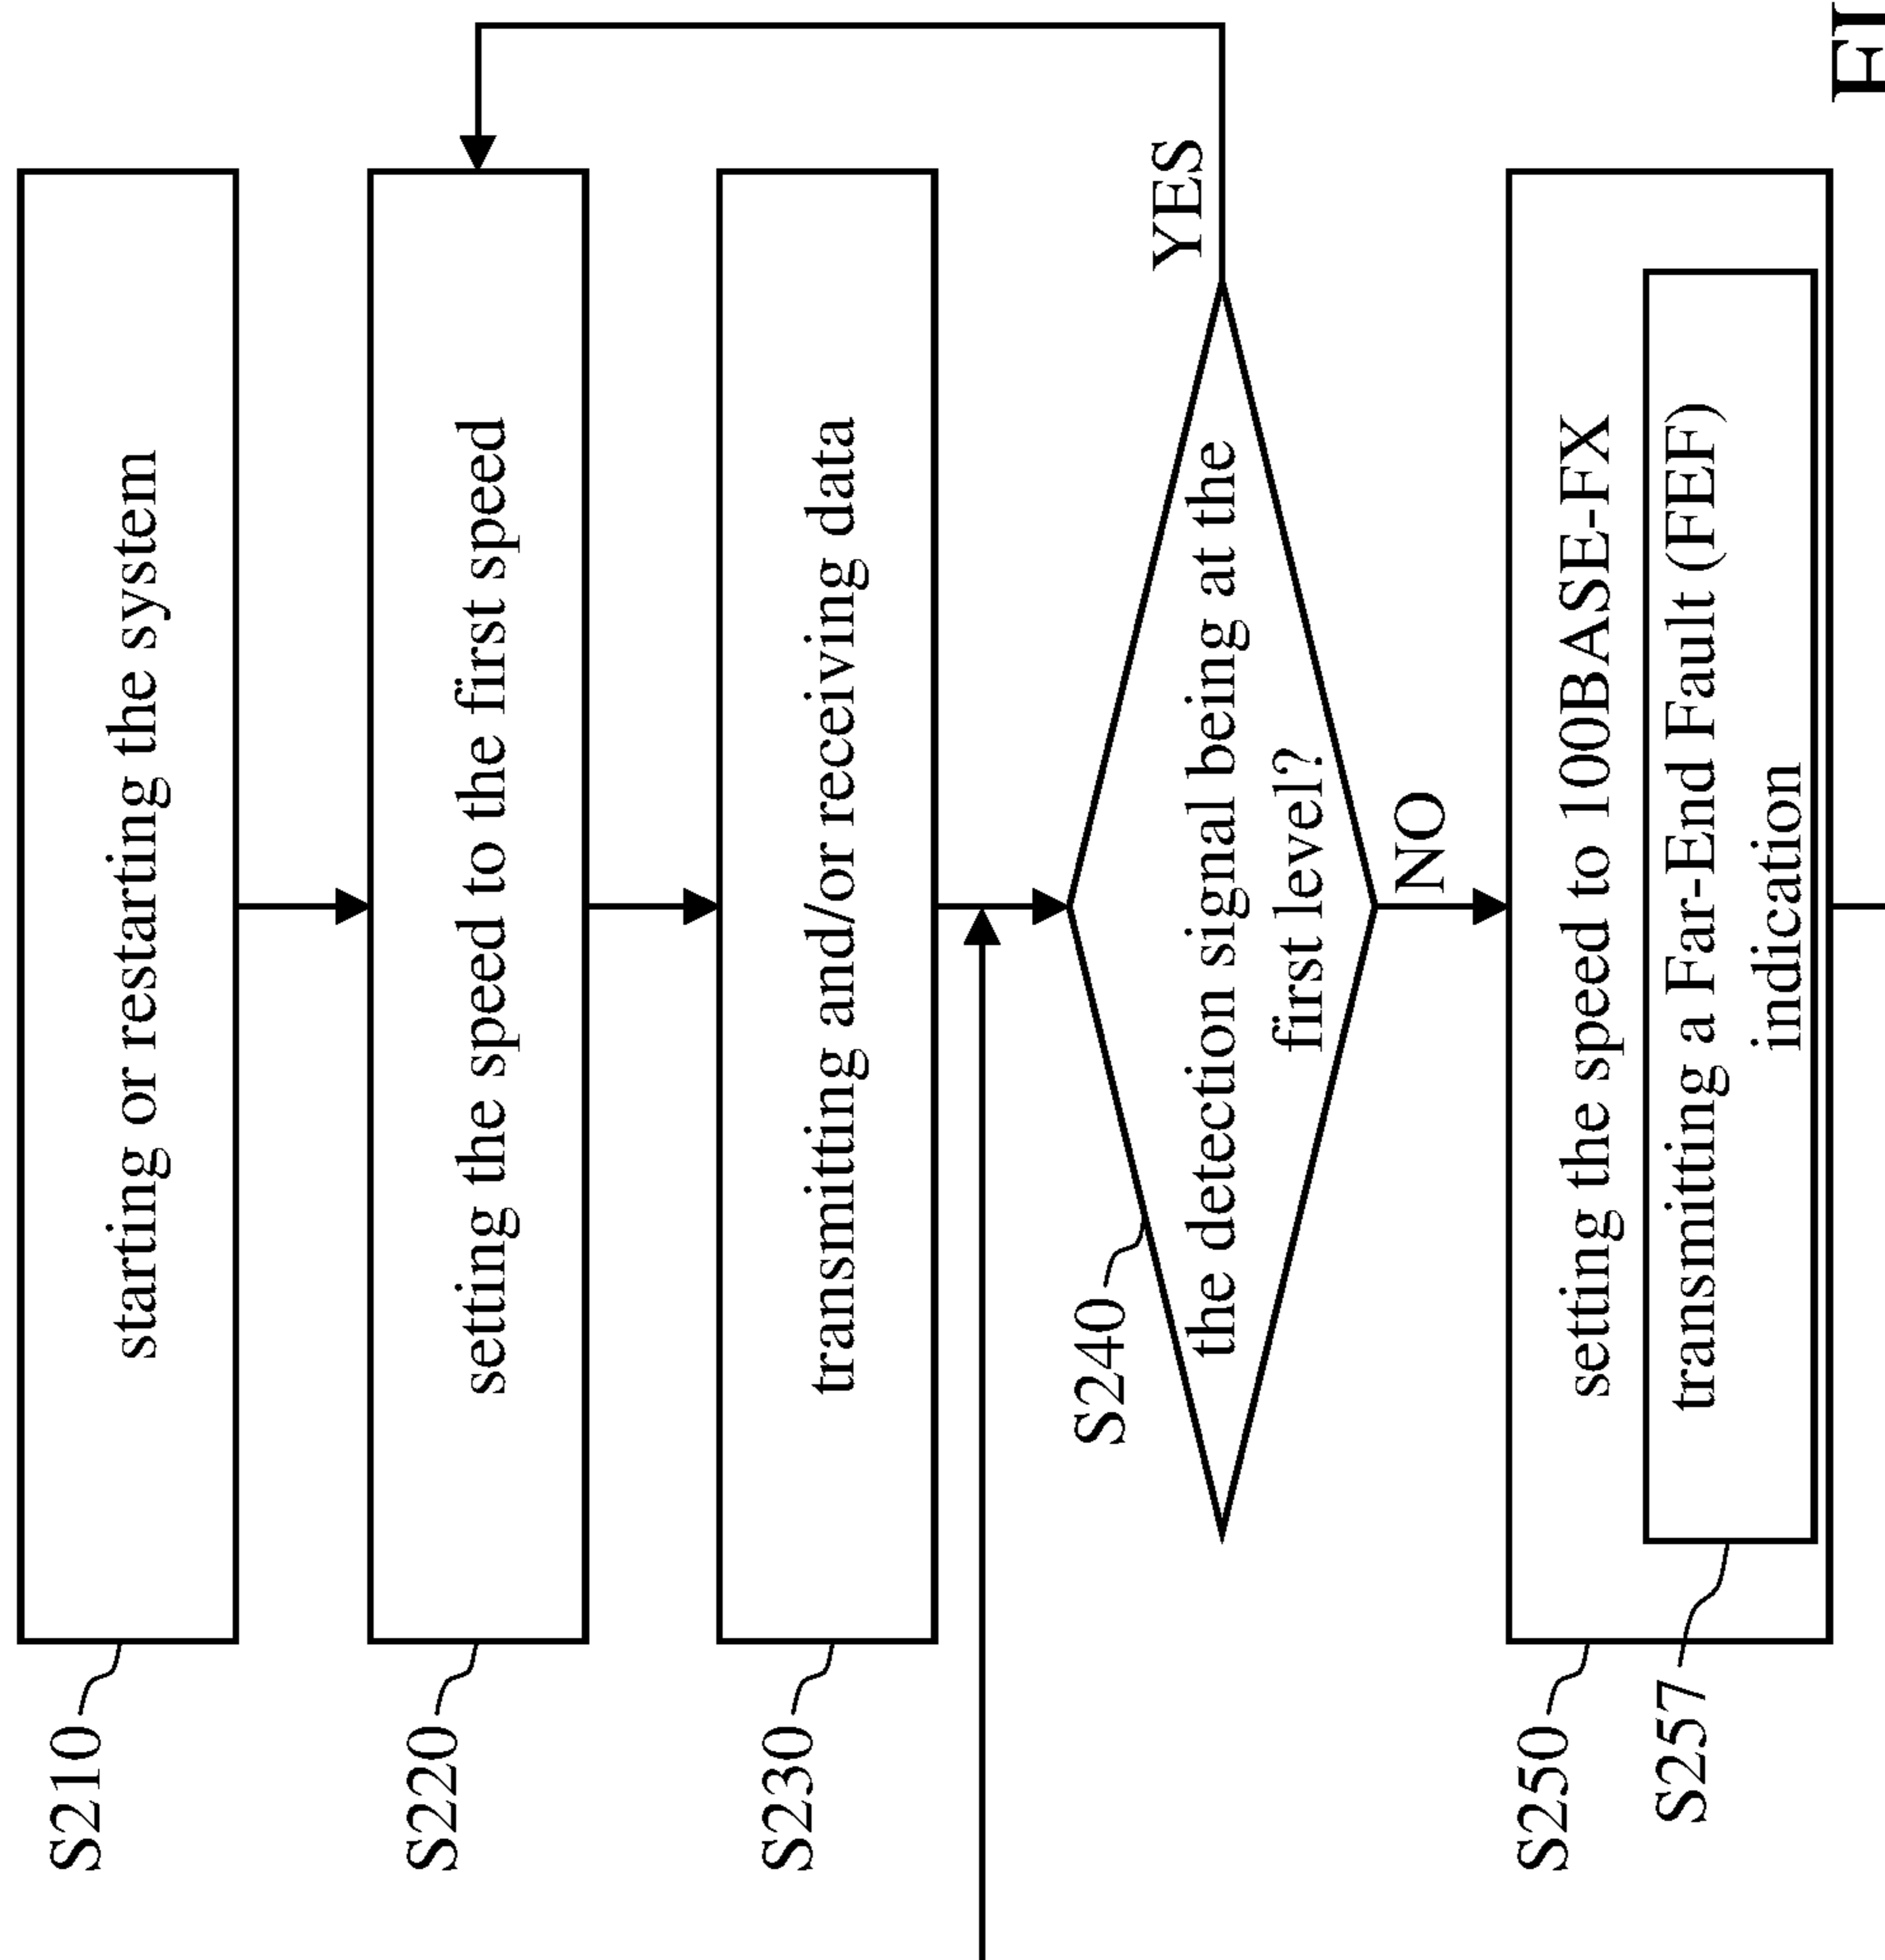 S210
starting or restarting the system
S220
setting the speed to the first speed
S230
transmitting and/or receiving data
S240
the detection signal being at the
first level?
YES
NO
S250
setting the speed to 100BASE-FX
S257
transmitting a Far-End Fault (FEF)
indication